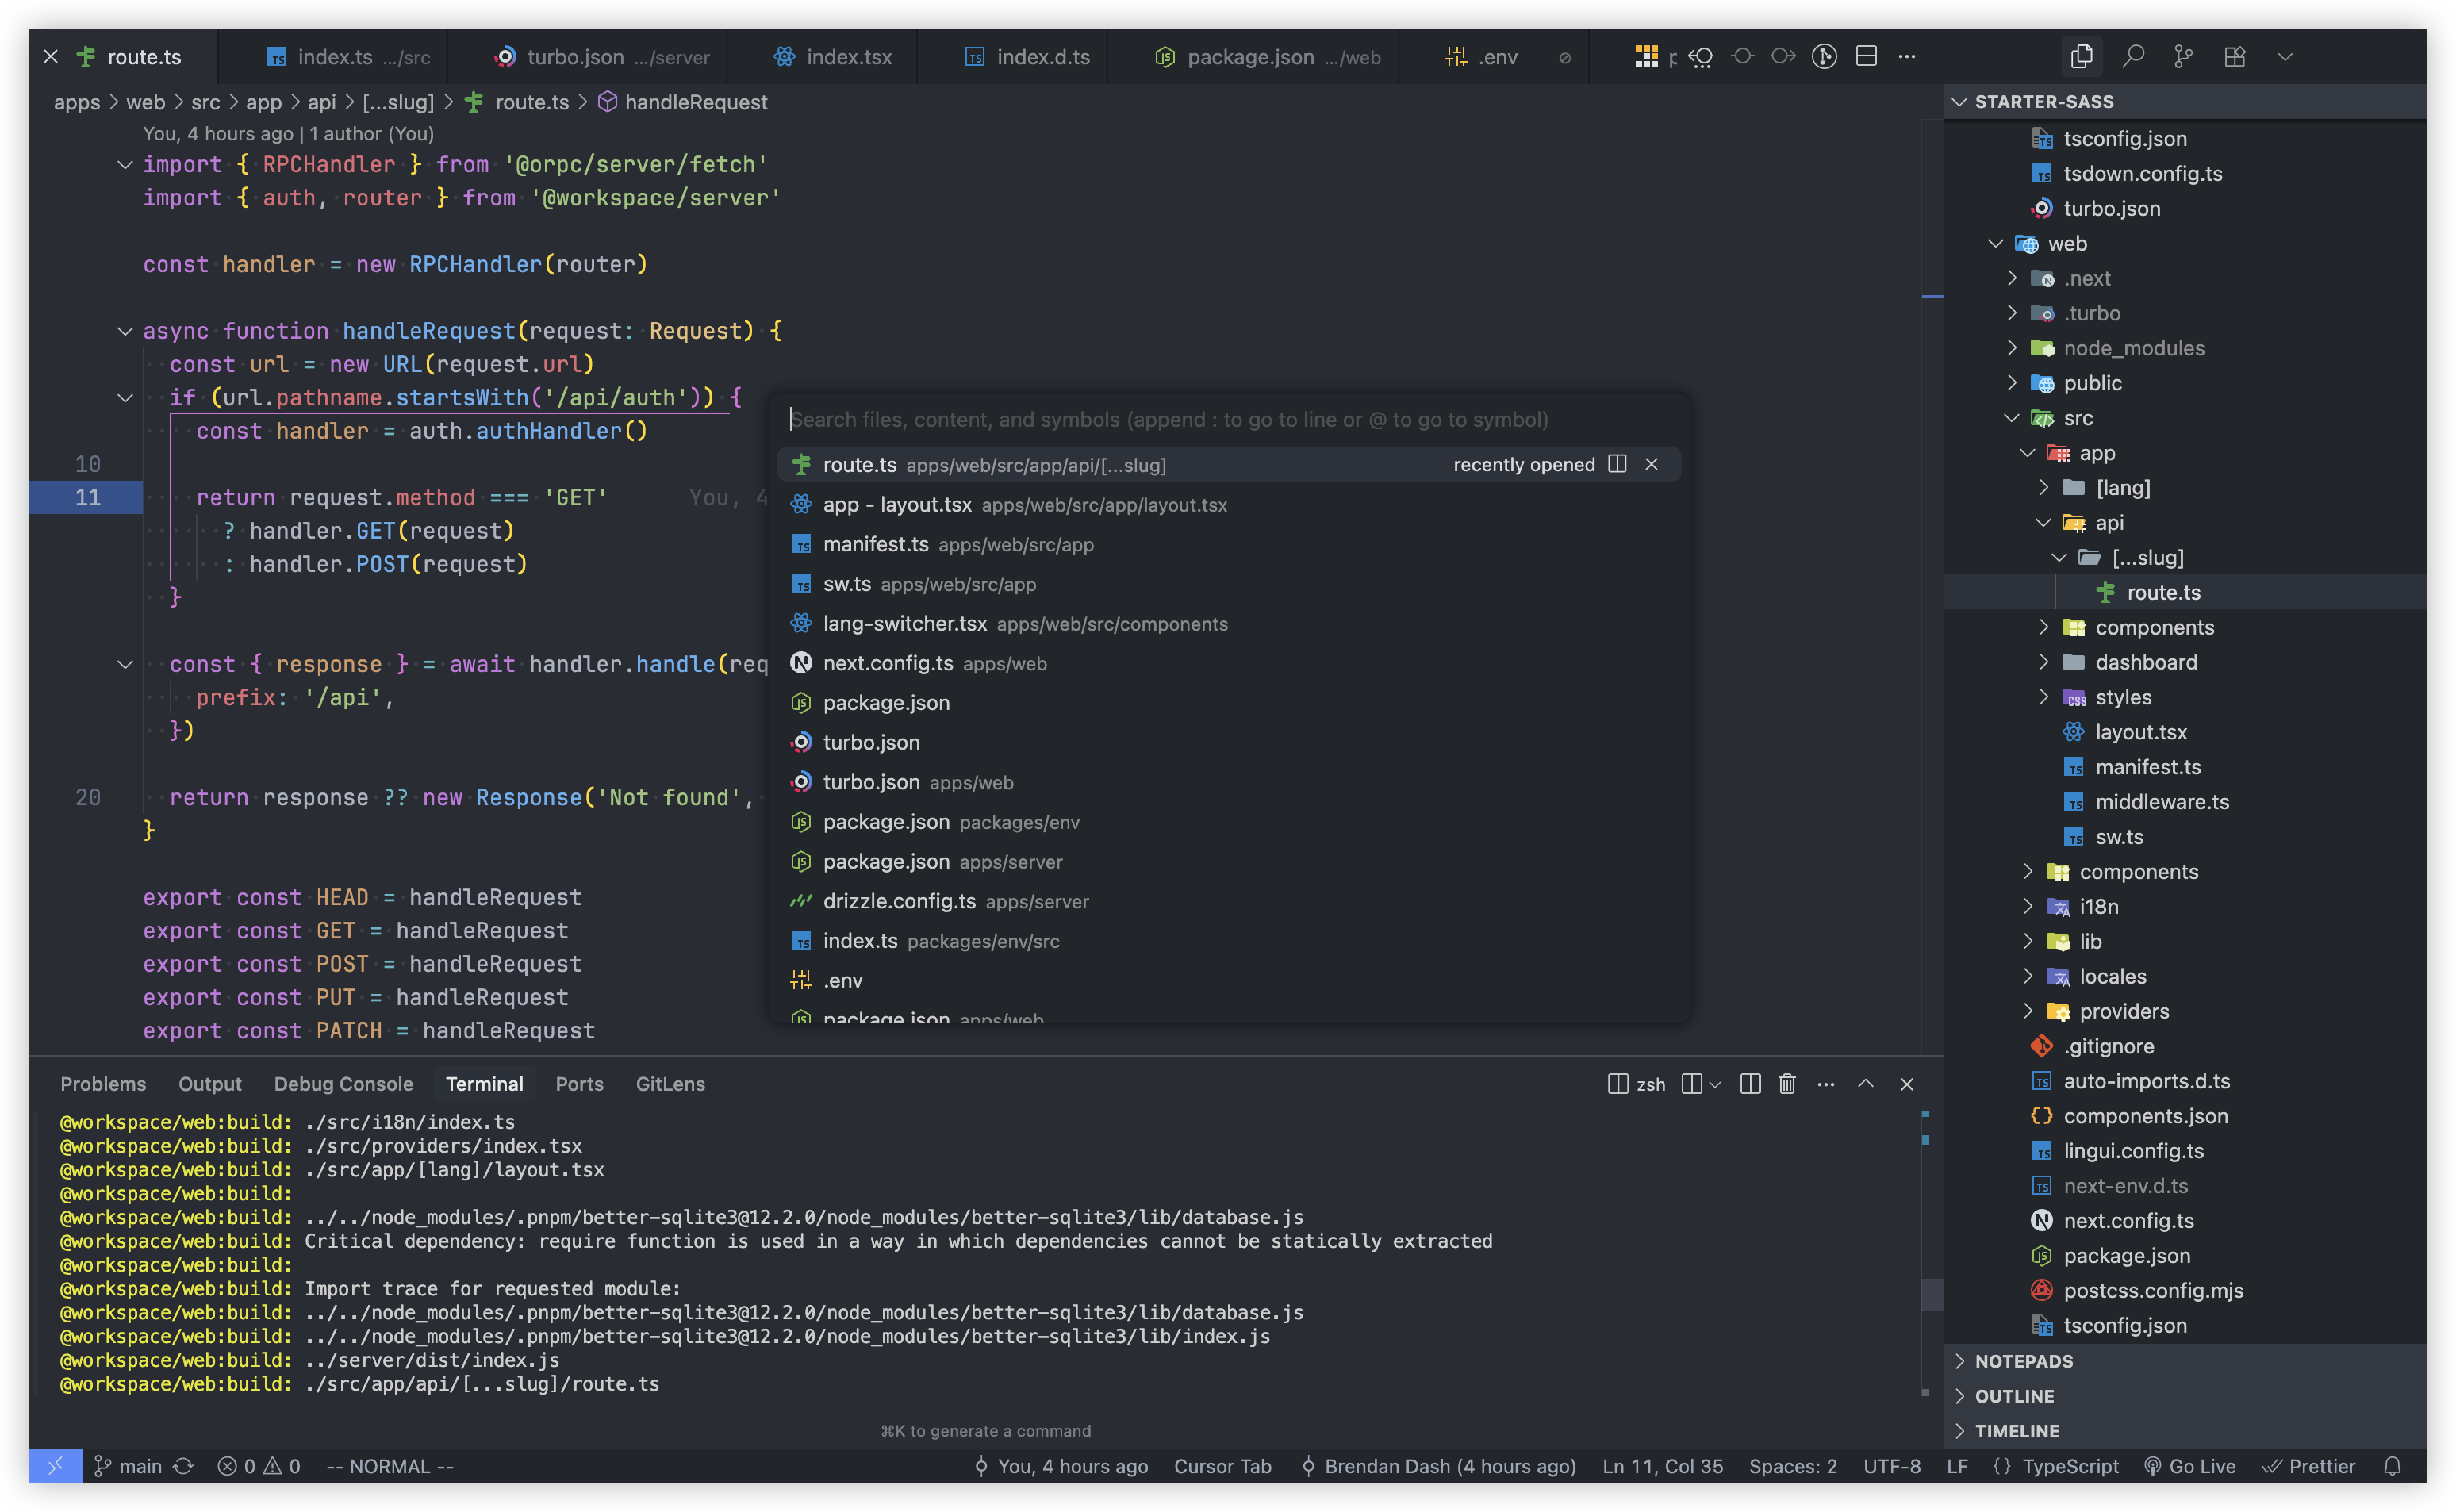 route.ts
index.ts .../src
turbo.json .../server
index.tsx
index.d.ts
package.json .../web
.env
apps > web > src > app > api > [...slug] > route.ts > handleRequest
You, 4 hours ago | 1 author (You)
import { RPCHandler } from '@orpc/server/fetch'
import { auth, router } from '@workspace/server'
const handler = new RPCHandler(router)
async function handleRequest(request: Request) {
const url = new URL(request.url)
if (url.pathname.startsWith('/api/auth')) {
const handler = auth.authHandler()
10
11 return request.method === 'GET' You, 4
? handler.GET(request)
: handler.POST(request)
}
const { response } = await handler.handle(req
prefix: '/api',
})
20 return response ?? new Response('Not found',
}
export const HEAD = handleRequest
export const GET = handleRequest
export const POST = handleRequest
export const PUT = handleRequest
export const PATCH = handleRequest
Search files, content, and symbols (append : to go to line or @ to go to symbol)
route.ts apps/web/src/app/api/[...slug] recently opened
app - layout.tsx apps/web/src/app/layout.tsx
manifest.ts apps/web/src/app
sw.ts apps/web/src/app
lang-switcher.tsx apps/web/src/components
next.config.ts apps/web
package.json
turbo.json
turbo.json apps/web
package.json packages/env
package.json apps/server
drizzle.config.ts apps/server
index.ts packages/env/src
.env
package.json apps/web
Problems Output Debug Console Terminal Ports GitLens
zsh
@workspace/web:build: ./src/i18n/index.ts
@workspace/web:build: ./src/providers/index.tsx
@workspace/web:build: ./src/app/[lang]/layout.tsx
@workspace/web:build:
@workspace/web:build: ../../node_modules/.pnpm/better-sqlite3@12.2.0/node_modules/better-sqlite3/lib/database.js
@workspace/web:build: Critical dependency: require function is used in a way in which dependencies cannot be statically extracted
@workspace/web:build:
@workspace/web:build: Import trace for requested module:
@workspace/web:build: ../../node_modules/.pnpm/better-sqlite3@12.2.0/node_modules/better-sqlite3/lib/database.js
@workspace/web:build: ../../node_modules/.pnpm/better-sqlite3@12.2.0/node_modules/better-sqlite3/lib/index.js
@workspace/web:build: ../server/dist/index.js
@workspace/web:build: ./src/app/api/[...slug]/route.ts
⌘K to generate a command
STARTER-SASS
tsconfig.json
tsdown.config.ts
turbo.json
web
.next
.turbo
node_modules
public
src
app
[lang]
api
[...slug]
route.ts
components
dashboard
styles
layout.tsx
manifest.ts
middleware.ts
sw.ts
components
i18n
lib
locales
providers
.gitignore
auto-imports.d.ts
components.json
lingui.config.ts
next-env.d.ts
next.config.ts
package.json
postcss.config.mjs
tsconfig.json
NOTEPADS
OUTLINE
TIMELINE
main 0 0 -- NORMAL --
You, 4 hours ago Cursor Tab Brendan Dash (4 hours ago) Ln 11, Col 35 Spaces: 2 UTF-8 LF {} TypeScript Go Live Prettier